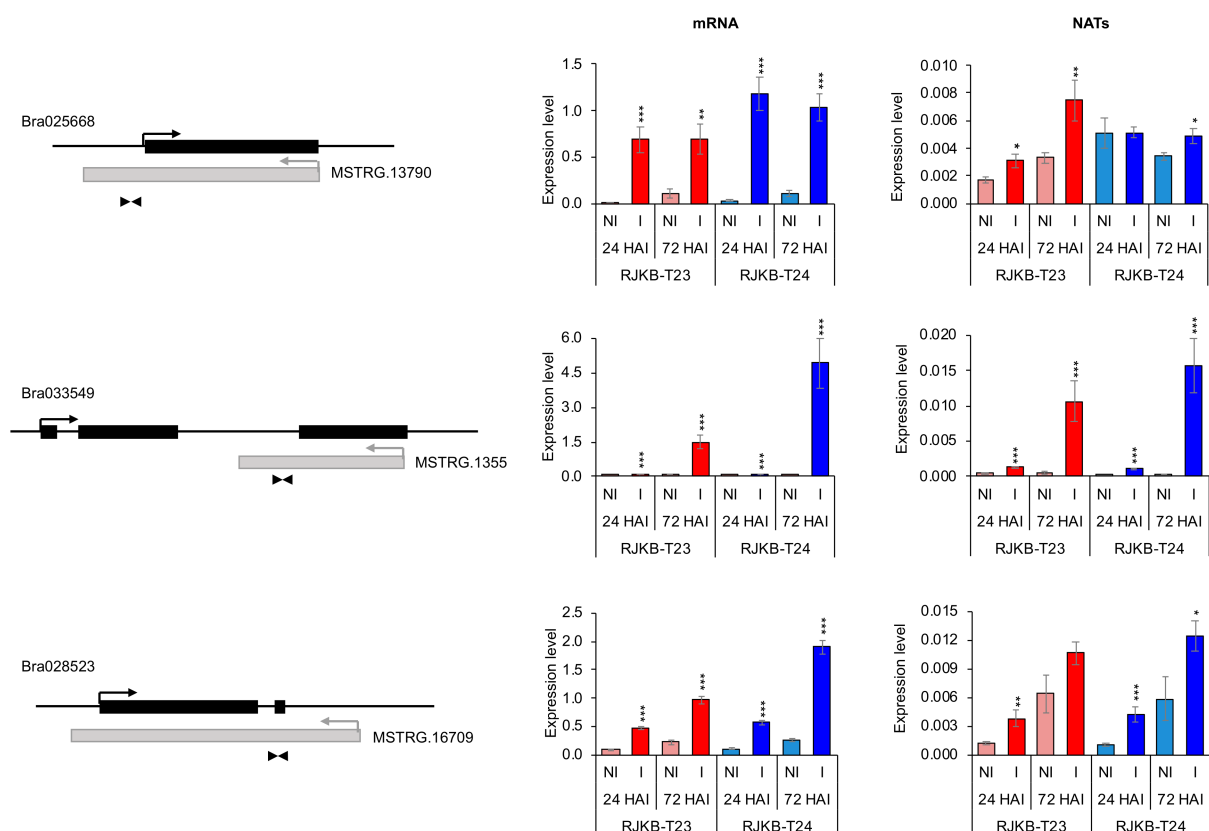 mRNA
NATs
Bra025668
MSTRG.13790
Expression level
1.5
1.0
0.5
0.0
*** ** *** ***
NI I NI I NI I NI I
24 HAI 72 HAI 24 HAI 72 HAI
RJKB-T23 RJKB-T24
Expression level
0.010
0.008
0.006
0.004
0.002
0.000
* ** *
NI I NI I NI I NI I
24 HAI 72 HAI 24 HAI 72 HAI
RJKB-T23 RJKB-T24
Bra033549
MSTRG.1355
Expression level
6.0
4.5
3.0
1.5
0.0
*** *** *** ***
NI I NI I NI I NI I
24 HAI 72 HAI 24 HAI 72 HAI
RJKB-T23 RJKB-T24
Expression level
0.020
0.015
0.010
0.005
0.000
*** *** *** ***
NI I NI I NI I NI I
24 HAI 72 HAI 24 HAI 72 HAI
RJKB-T23 RJKB-T24
Bra028523
MSTRG.16709
Expression level
2.5
2.0
1.5
1.0
0.5
0.0
*** *** *** ***
NI I NI I NI I NI I
24 HAI 72 HAI 24 HAI 72 HAI
RJKB-T23 RJKB-T24
Expression level
0.015
0.012
0.009
0.006
0.003
0.000
** *** *
NI I NI I NI I NI I
24 HAI 72 HAI 24 HAI 72 HAI
RJKB-T23 RJKB-T24